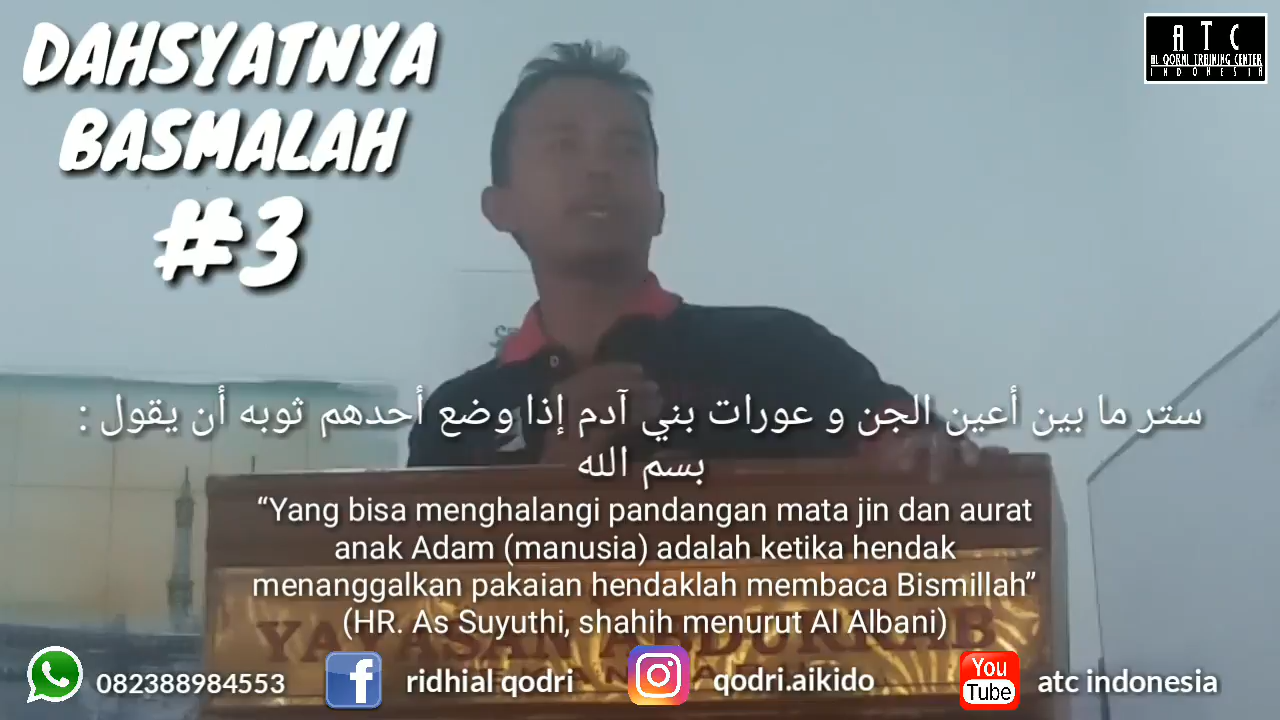 DAHSYATNYA
BASMALAH
#3
A T C
AL QORNI TRAINING CENTER
INDONESIA
ستر ما بين أعين الجن و عورات بني آدم إذا وضع أحدهم ثوبه أن يقول :
بسم الله
“Yang bisa menghalangi pandangan mata jin dan aurat
anak Adam (manusia) adalah ketika hendak
menanggalkan pakaian hendaklah membaca Bismillah”
(HR. As Suyuthi, shahih menurut Al Albani)
082388984553
ridhial qodri
qodri.aikido
You
Tube
atc indonesia